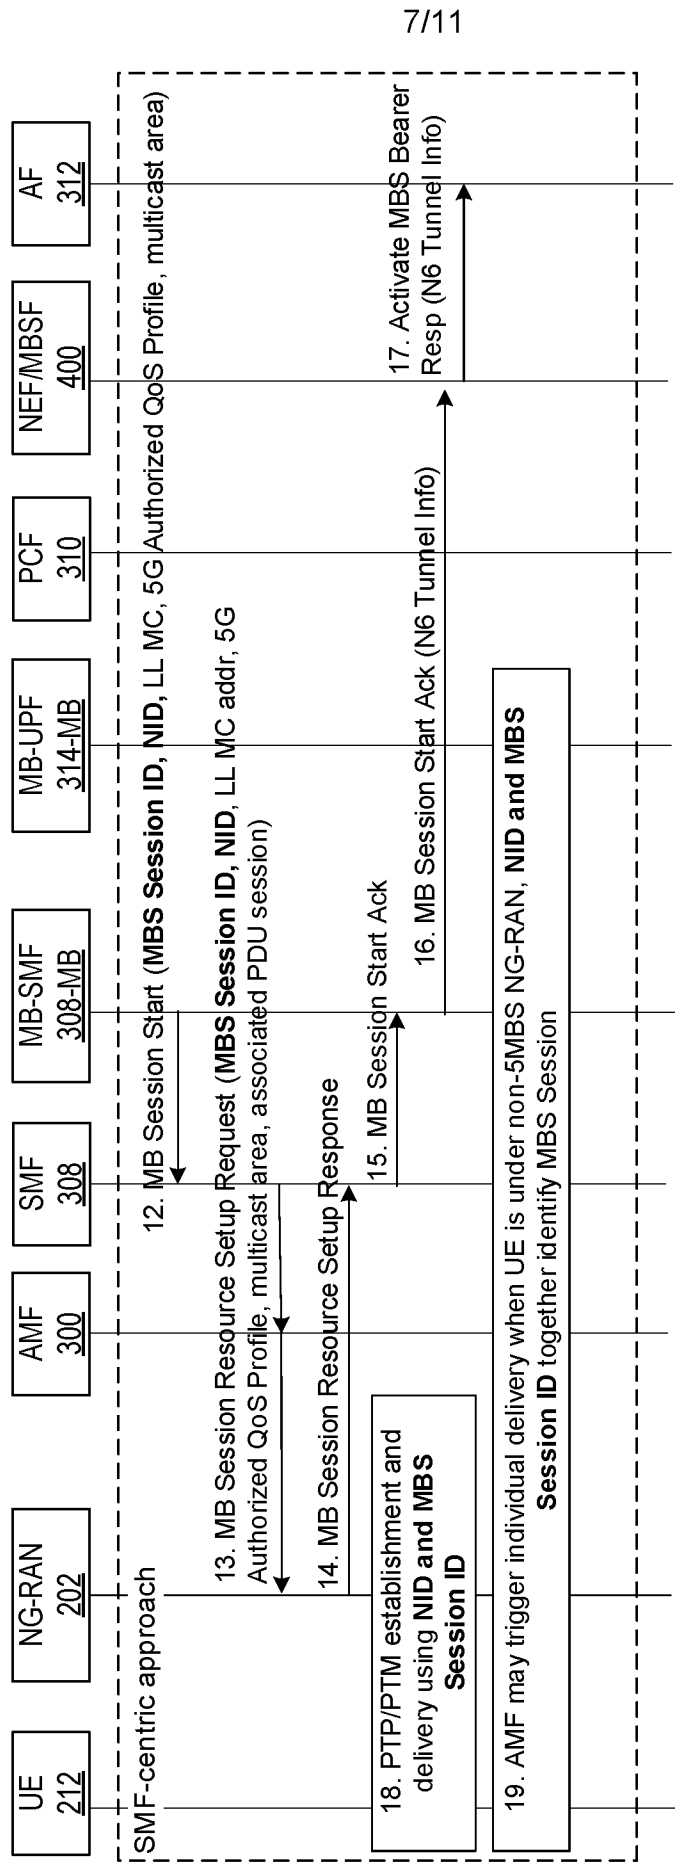 7/11
UE
212
NG-RAN
202
AMF
300
SMF
308
MB-SMF
308-MB
MB-UPF
314-MB
PCF
310
NEF/MBSF
400
AF
312
SMF-centric approach
12. MB Session Start (MBS Session ID, NID, LL MC, 5G Authorized QoS Profile, multicast area)
13. MB Session Resource Setup Request (MBS Session ID, NID, LL MC addr, 5G
Authorized QoS Profile, multicast area, associated PDU session)
14. MB Session Resource Setup Response
15. MB Session Start Ack
16. MB Session Start Ack (N6 Tunnel Info)
17. Activate MBS Bearer
Resp (N6 Tunnel Info)
18. PTP/PTM establishment and
delivery using NID and MBS
Session ID
19. AMF may trigger individual delivery when UE is under non-5MBS NG-RAN, NID and MBS
Session ID together identify MBS Session